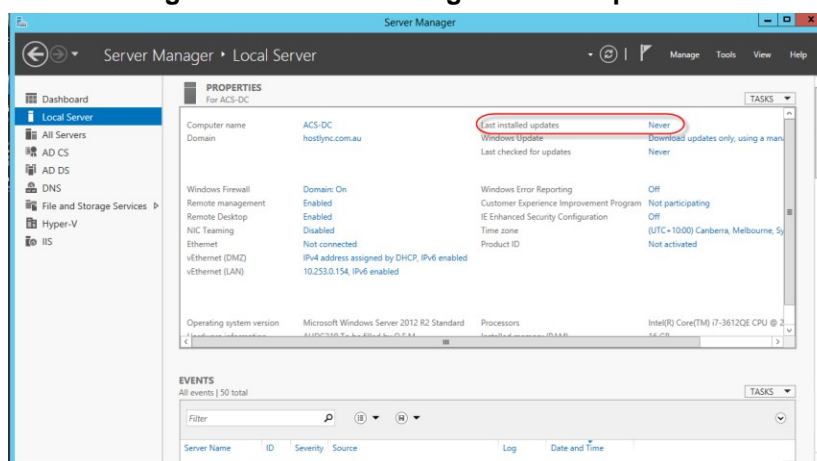 Server Manager
Server Manager • Local Server
Manage Tools View Help
Dashboard
Local Server
All Servers
AD CS
AD DS
DNS
File and Storage Services
Hyper-V
IIS
PROPERTIES
For ACS-DC
TASKS
Computer name ACS-DC Last installed updates Never
Domain hostlync.com.au Windows Update Download updates only, using a man
Last checked for updates Never
Windows Firewall Domain: On Windows Error Reporting Off
Remote management Enabled Customer Experience Improvement Program Not participating
Remote Desktop Enabled IE Enhanced Security Configuration Off
NIC Teaming Disabled Time zone (UTC+10:00) Canberra, Melbourne, Sy
Ethernet Not connected Product ID Not activated
vEthernet (DMZ) IPv4 address assigned by DHCP, IPv6 enabled
vEthernet (LAN) 10.253.0.154, IPv6 enabled
Operating system version Microsoft Windows Server 2012 R2 Standard Processors Intel(R) Core(TM) i7-3612QE CPU @ 2
EVENTS
All events | 50 total
TASKS
Filter
Server Name ID Severity Source Log Date and Time